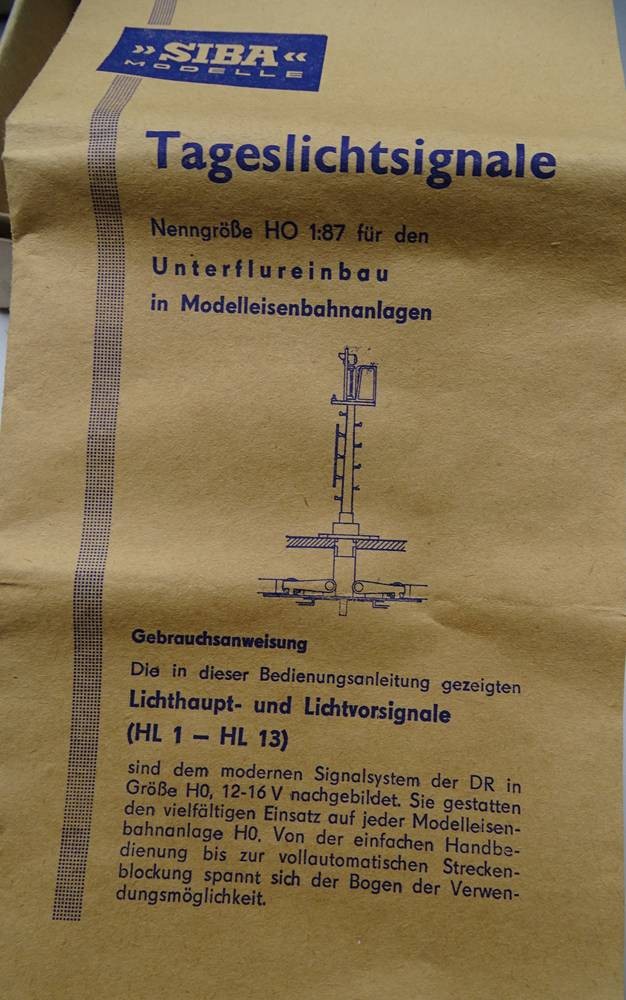 »SIBA«
MODELLE
Tageslichtsignale
Nenngröße HO 1:87 für den
Unterflureinbau
in Modelleisenbahnanlagen
Gebrauchsanweisung
Die in dieser Bedienungsanleitung gezeigten
Lichthaupt- und Lichtvorsignale
(HL 1 – HL 13)
sind dem modernen Signalsystem der DR in
Größe H0, 12-16 V nachgebildet. Sie gestatten
den vielfältigen Einsatz auf jeder Modelleisen-
bahnanlage H0. Von der einfachen Handbe-
dienung bis zur vollautomatischen Strecken-
blockung spannt sich der Bogen der Verwen-
dungsmöglichkeit.